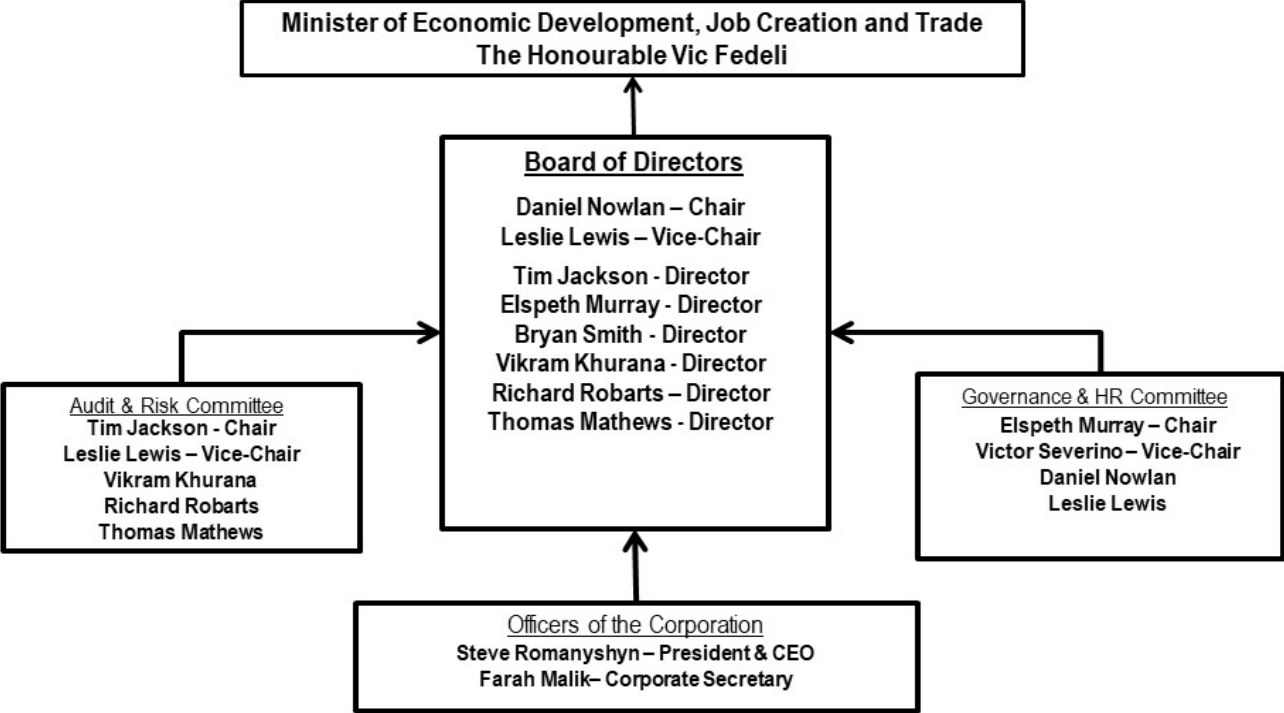 Minister of Economic Development, Job Creation and Trade
The Honourable Vic Fedeli
Board of Directors
Daniel Nowlan – Chair
Leslie Lewis – Vice-Chair
Tim Jackson - Director
Elspeth Murray - Director
Bryan Smith - Director
Vikram Khurana - Director
Richard Robarts – Director
Thomas Mathews - Director
Audit & Risk Committee
Tim Jackson - Chair
Leslie Lewis – Vice-Chair
Vikram Khurana
Richard Robarts
Thomas Mathews
Governance & HR Committee
Elspeth Murray – Chair
Victor Severino – Vice-Chair
Daniel Nowlan
Leslie Lewis
Officers of the Corporation
Steve Romanyshyn – President & CEO
Farah Malik– Corporate Secretary